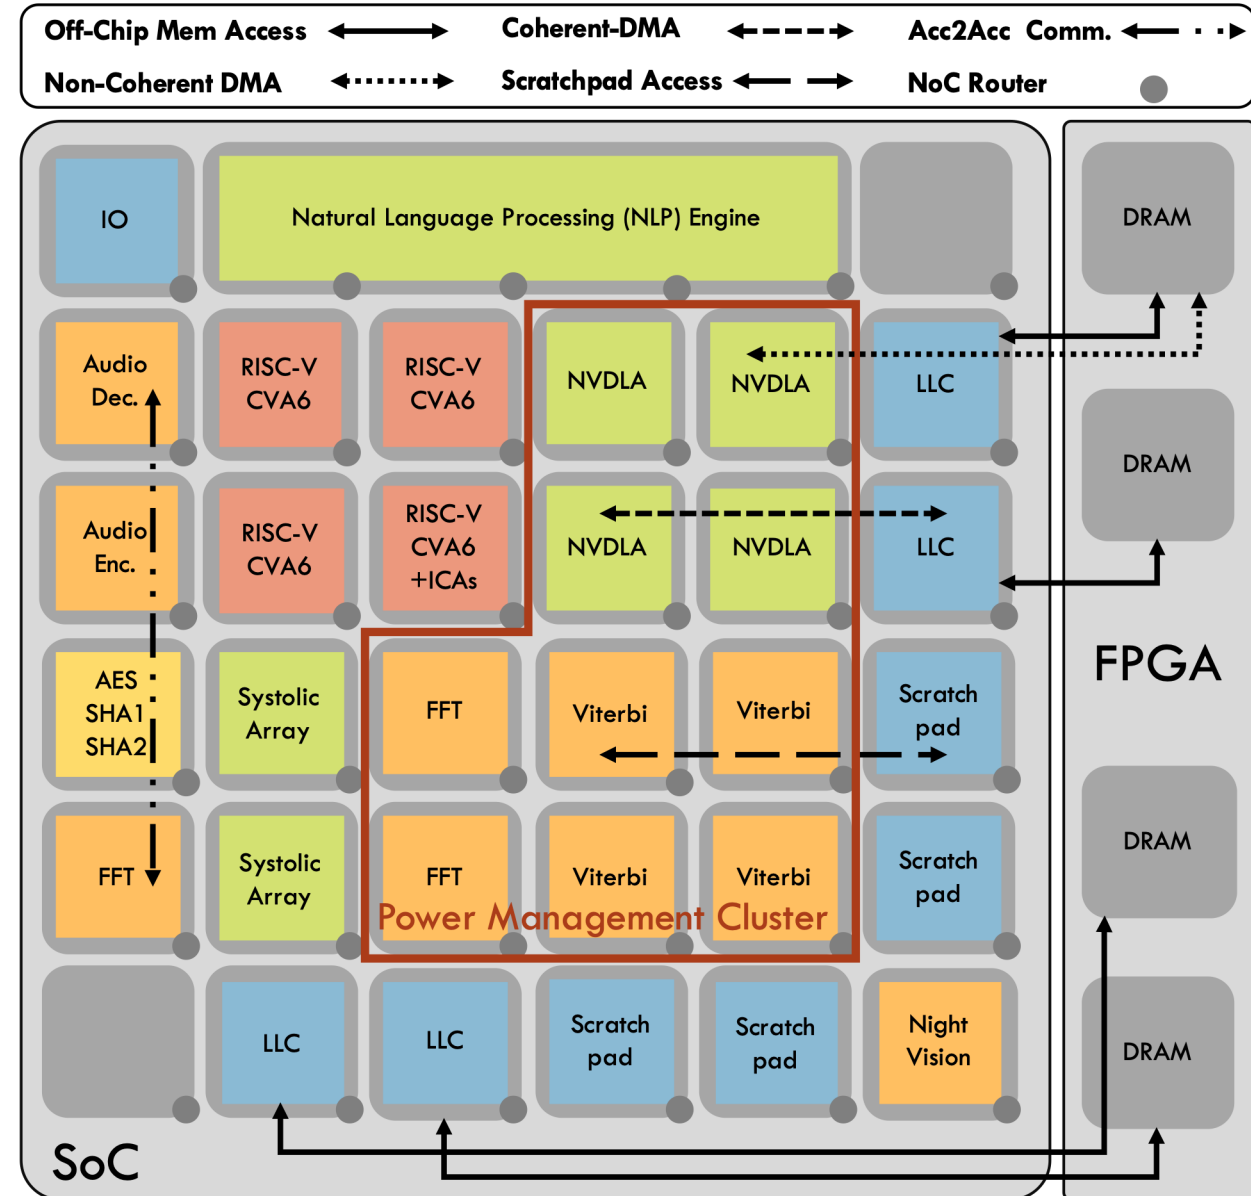 Off-Chip Mem Access
Coherent-DMA
Acc2Acc Comm.
Non-Coherent DMA
Scratchpad Access
NoC Router
IO
Natural Language Processing (NLP) Engine
DRAM
Audio
Dec.
RISC-V
CVA6
RISC-V
CVA6
NVDLA
NVDLA
LLC
DRAM
Audio
Enc.
RISC-V
CVA6
RISC-V
CVA6
+ICAs
NVDLA
NVDLA
LLC
FPGA
AES
SHA1
SHA2
Systolic
Array
FFT
Viterbi
Viterbi
Scratch
pad
DRAM
FFT
Systolic
Array
FFT
Viterbi
Viterbi
Scratch
pad
Power Management Cluster
LLC
LLC
Scratch
pad
Scratch
pad
Night
Vision
DRAM
SoC